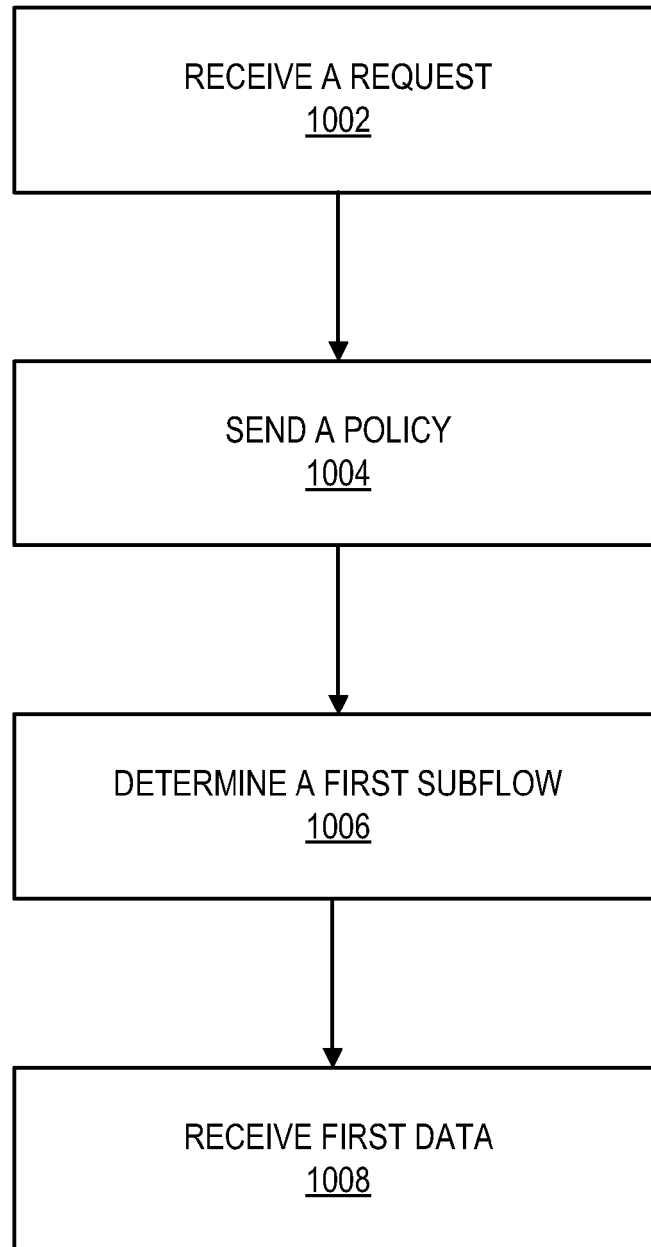 RECEIVE A REQUEST
1002
SEND A POLICY
1004
DETERMINE A FIRST SUBFLOW
1006
RECEIVE FIRST DATA
1008